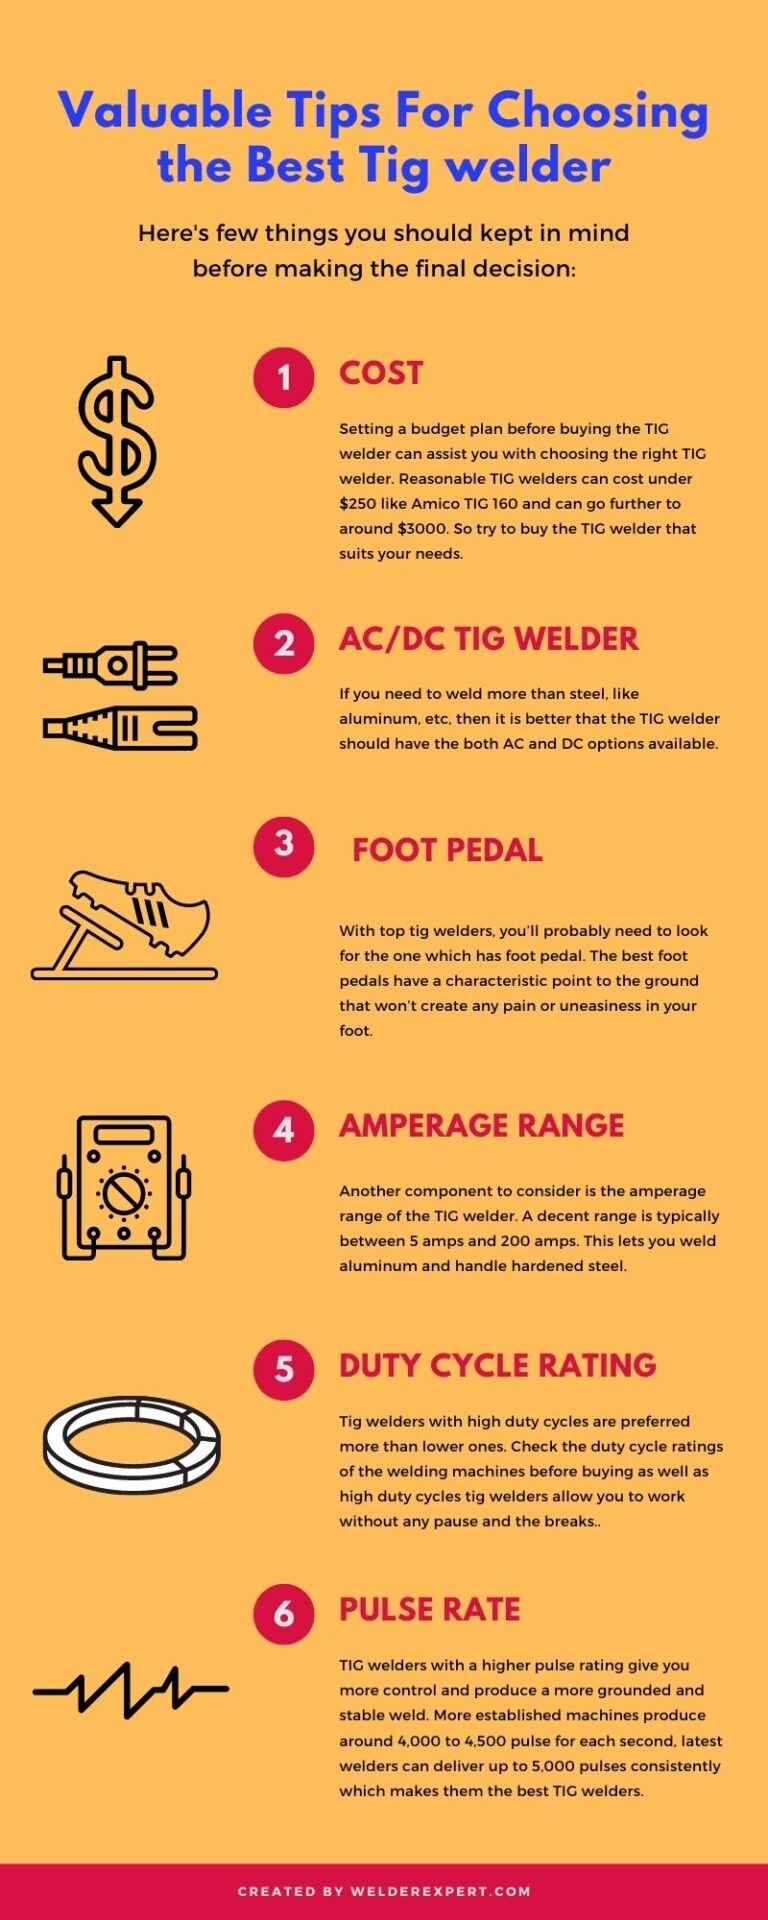 Valuable Tips For Choosing
the Best Tig welder
Here's few things you should kept in mind
before making the final decision:
1
COST
Setting a budget plan before buying the TIG
welder can assist you with choosing the right TIG
welder. Reasonable TIG welders can cost under
$250 like Amico TIG 160 and can go further to
around $3000. So try to buy the TIG welder that
suits your needs.
2
AC/DC TIG WELDER
If you need to weld more than steel, like
aluminum, etc, then it is better that the TIG welder
should have the both AC and DC options available.
3
FOOT PEDAL
With top tig welders, you'll probably need to look
for the one which has foot pedal. The best foot
pedals have a characteristic point to the ground
that won't create any pain or uneasiness in your
foot.
4
AMPERAGE RANGE
Another component to consider is the amperage
range of the TIG welder. A decent range is typically
between 5 amps and 200 amps. This lets you weld
aluminum and handle hardened steel.
5
DUTY CYCLE RATING
Tig welders with high duty cycles are preferred
more than lower ones. Check the duty cycle ratings
of the welding machines before buying as well as
high duty cycles tig welders allow you to work
without any pause and the breaks..
6
PULSE RATE
TIG welders with a higher pulse rating give you
more control and produce a more grounded and
stable weld. More established machines produce
around 4,000 to 4,500 pulse for each second, latest
welders can deliver up to 5,000 pulses consistently
which makes them the best TIG welders.
CREATED BY WELDEREXPERT.COM